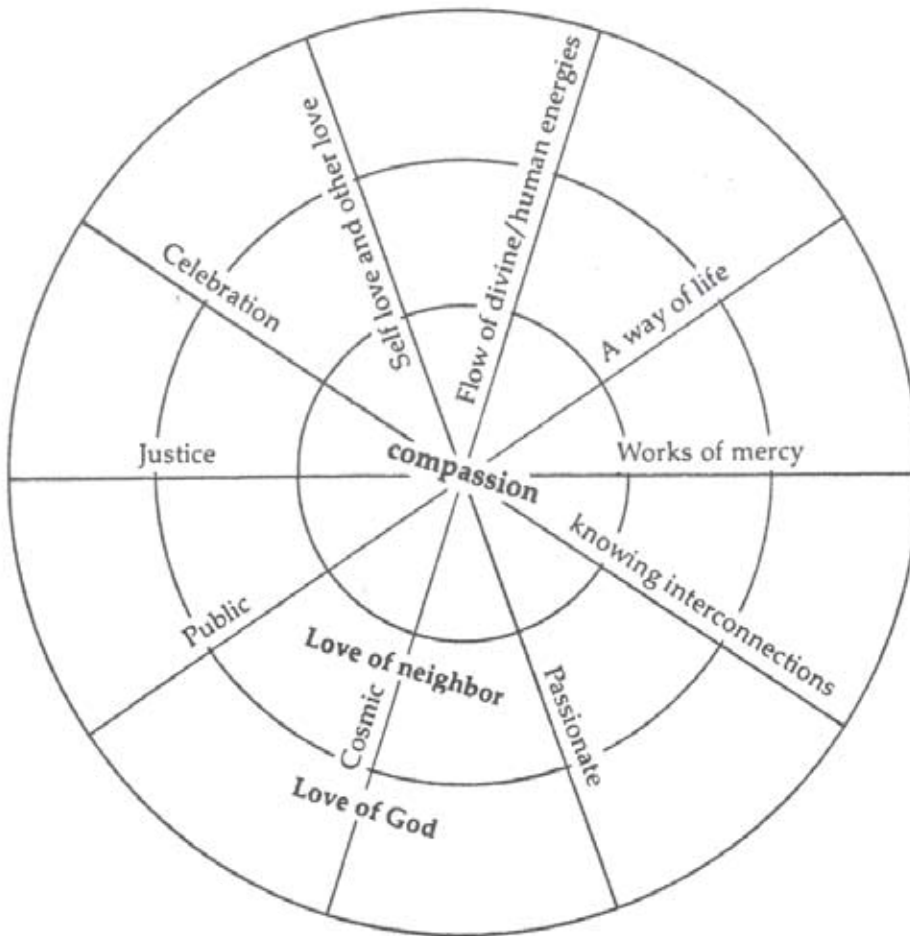 Self love and other love
Flow of divine/human energies
A way of life
Celebration
Justice
compassion
Works of mercy
knowing interconnections
Public
Love of neighbor
Cosmic
Passionate
Love of God